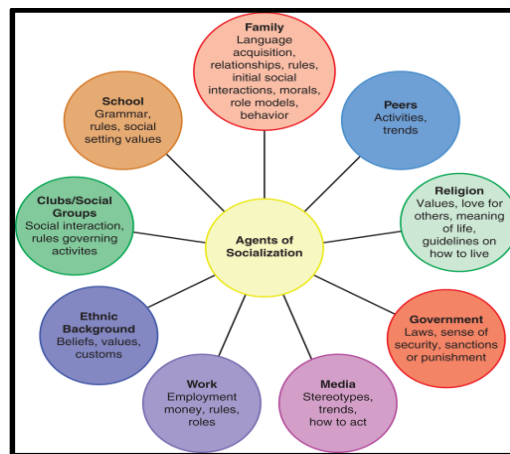 Family
Language
acquisition,
relationships, rules,
initial social
interactions, morals,
role models,
behavior
Peers
Activities,
trends
Religion
Values, love for
others, meaning of
life, guidelines on
how to live
Government
Laws, sense of
security, sanctions
or punishment
Media
Stereotypes,
trends,
how to act
Work
Employment
money, rules,
roles
Ethnic
Background
Beliefs, values,
customs
Clubs/Social
Groups
Social interaction,
rules governing
activites
School
Grammar,
rules, social
setting values
Agents of
Socialization